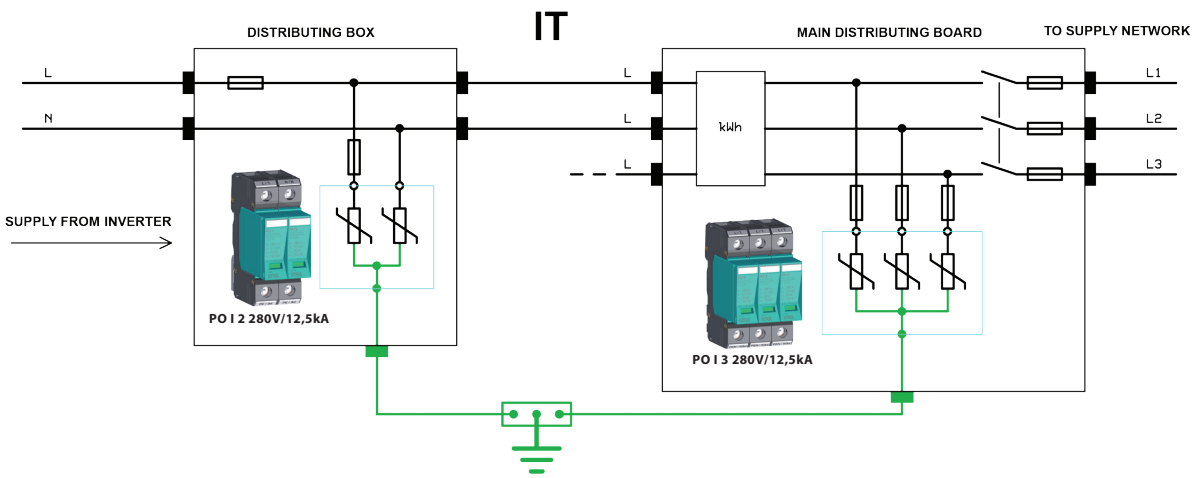 IT
DISTRIBUTING BOX
MAIN DISTRIBUTING BOARD
TO SUPPLY NETWORK
L
L
L1
N
L
kWh
L2
L
L3
SUPPLY FROM INVERTER
PO I 2 280V/12,5kA
PO I 3 280V/12,5kA